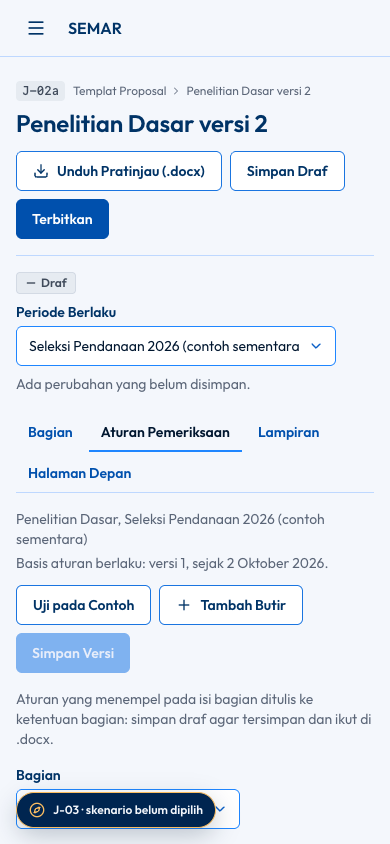 SEMAR
J-02a Templat Proposal > Penelitian Dasar versi 2
Penelitian Dasar versi 2
Unduh Pratinjau (.docx) Simpan Draf
Terbitkan
— Draf
Periode Berlaku
Seleksi Pendanaan 2026 (contoh sementara
Ada perubahan yang belum disimpan.
Bagian Aturan Pemeriksaan Lampiran
Halaman Depan
Penelitian Dasar, Seleksi Pendanaan 2026 (contoh
sementara)
Basis aturan berlaku: versi 1, sejak 2 Oktober 2026.
Uji pada Contoh + Tambah Butir
Simpan Versi
Aturan yang menempel pada isi bagian ditulis ke
ketentuan bagian: simpan draf agar tersimpan dan ikut di
.docx.
Bagian
J-03 · skenario belum dipilih